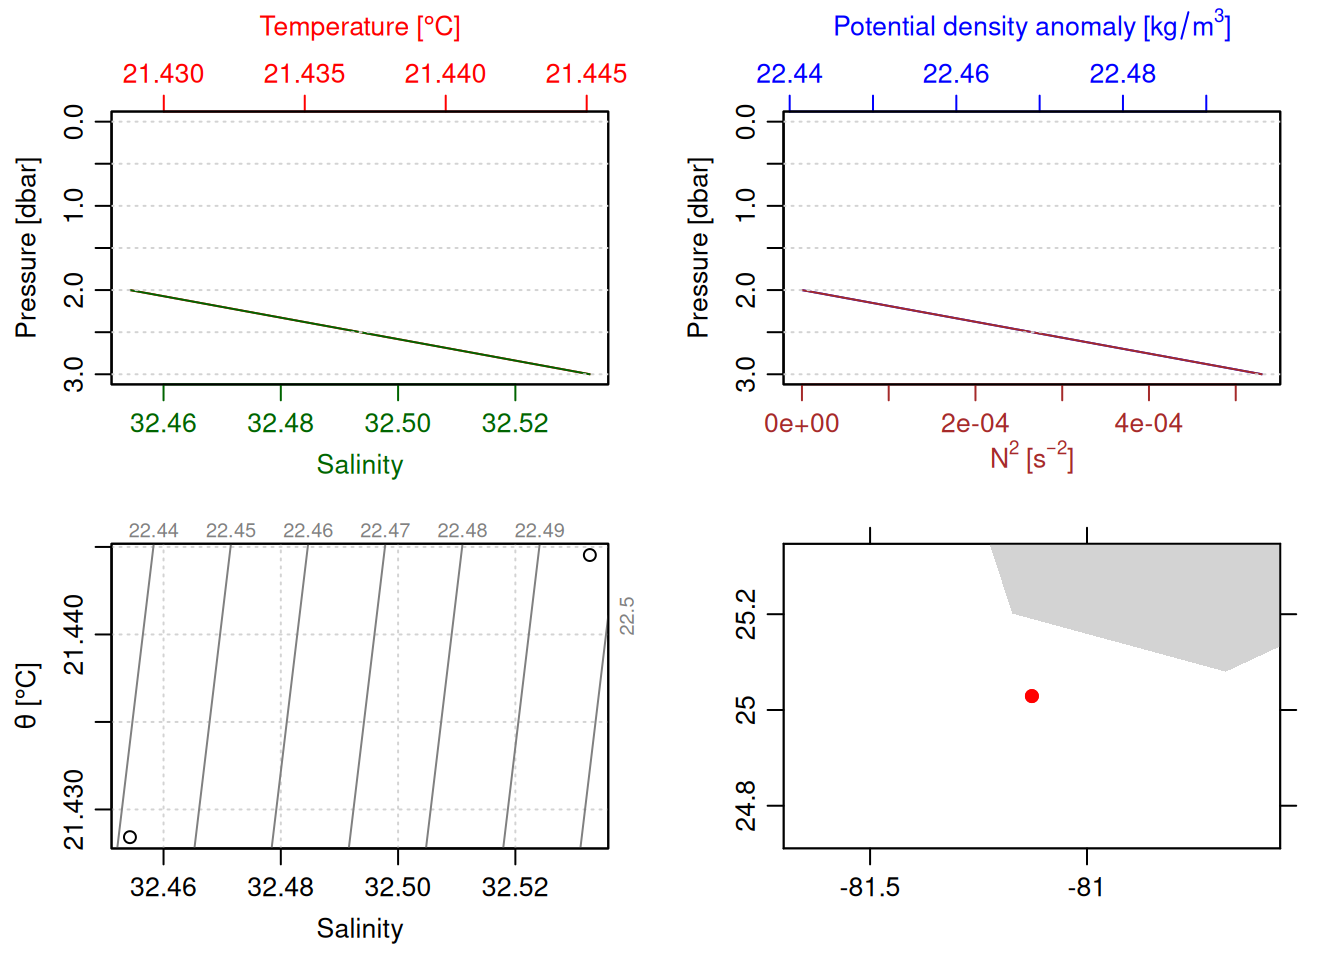 Temperature [°C]
21.430 21.435 21.440 21.445
Pressure [dbar]
0.0 1.0 2.0 3.0
32.46 32.48 32.50 32.52
Salinity
Potential density anomaly [kg/m³]
22.44 22.46 22.48
Pressure [dbar]
0.0 1.0 2.0 3.0
0e+00 2e-04 4e-04
N² [s⁻²]
22.44 22.45 22.46 22.47 22.48 22.49
22.5
θ [°C]
21.430 21.440
32.46 32.48 32.50 32.52
Salinity
25.2
25
24.8
-81.5 -81